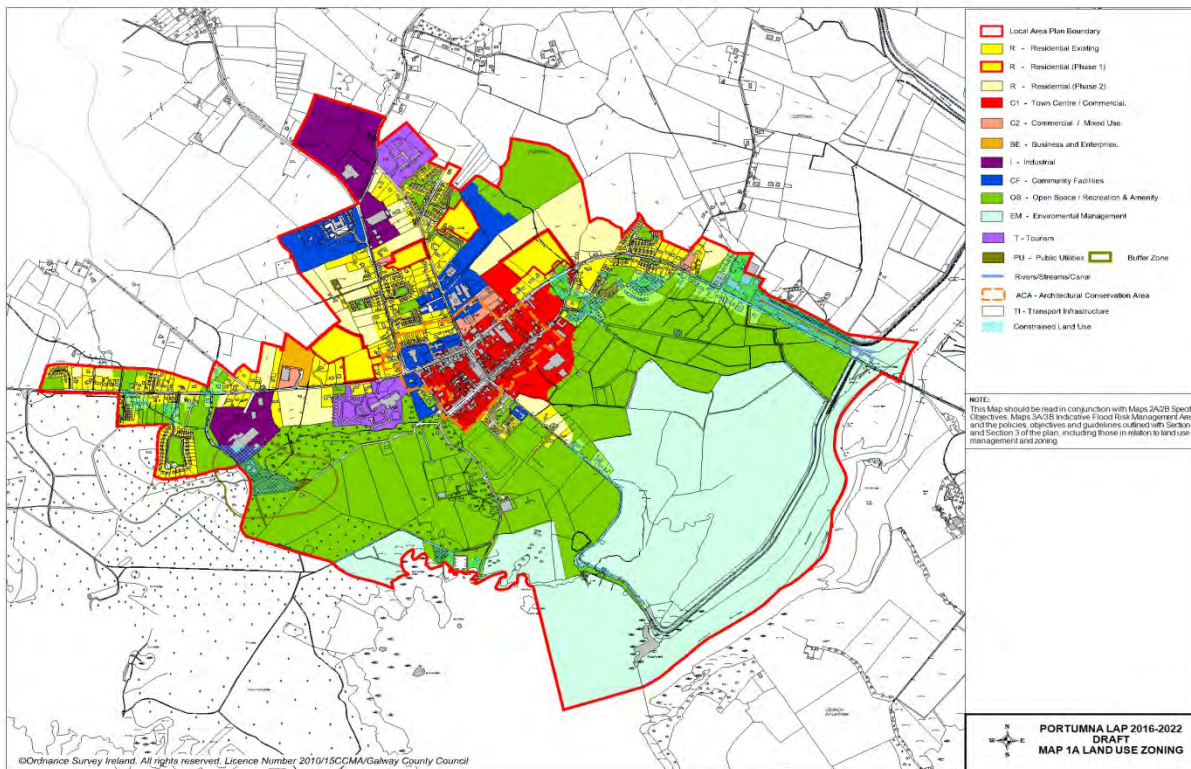 Local Area Plan Boundary
R - Residential Existing
R - Residential (Phase 1)
R - Residential (Phase 2)
C1 - Town Centre / Commercial.
C2 - Commercial / Mixed Use.
BE - Business and Enterprise.
I - Industrial
CF - Community Facilities
OS - Open Space / Recreation & Amenity
EM - Enviromental Management
T - Tourism
PU - Public Utilities Buffer Zone
Rivers/Streams/Canal
ACA - Architectural Conservation Area
TI - Transport Infrastructure
Constrained Land Use
NOTE:
This Map should be read in conjunction with Maps 2A/2B Specif
Objectives, Maps 3A/3B Indicative Flood Risk Management Are
and the policies, objectives and guidelines outlined with Section
and Section 3 of the plan, including those in relation to land use
management and zoning.
N
W E
S
PORTUMNA LAP 2016-2022
DRAFT
MAP 1A LAND USE ZONING
©Ordnance Survey Ireland. All rights reserved. Licence Number 2010/15CCMA/Galway County Council